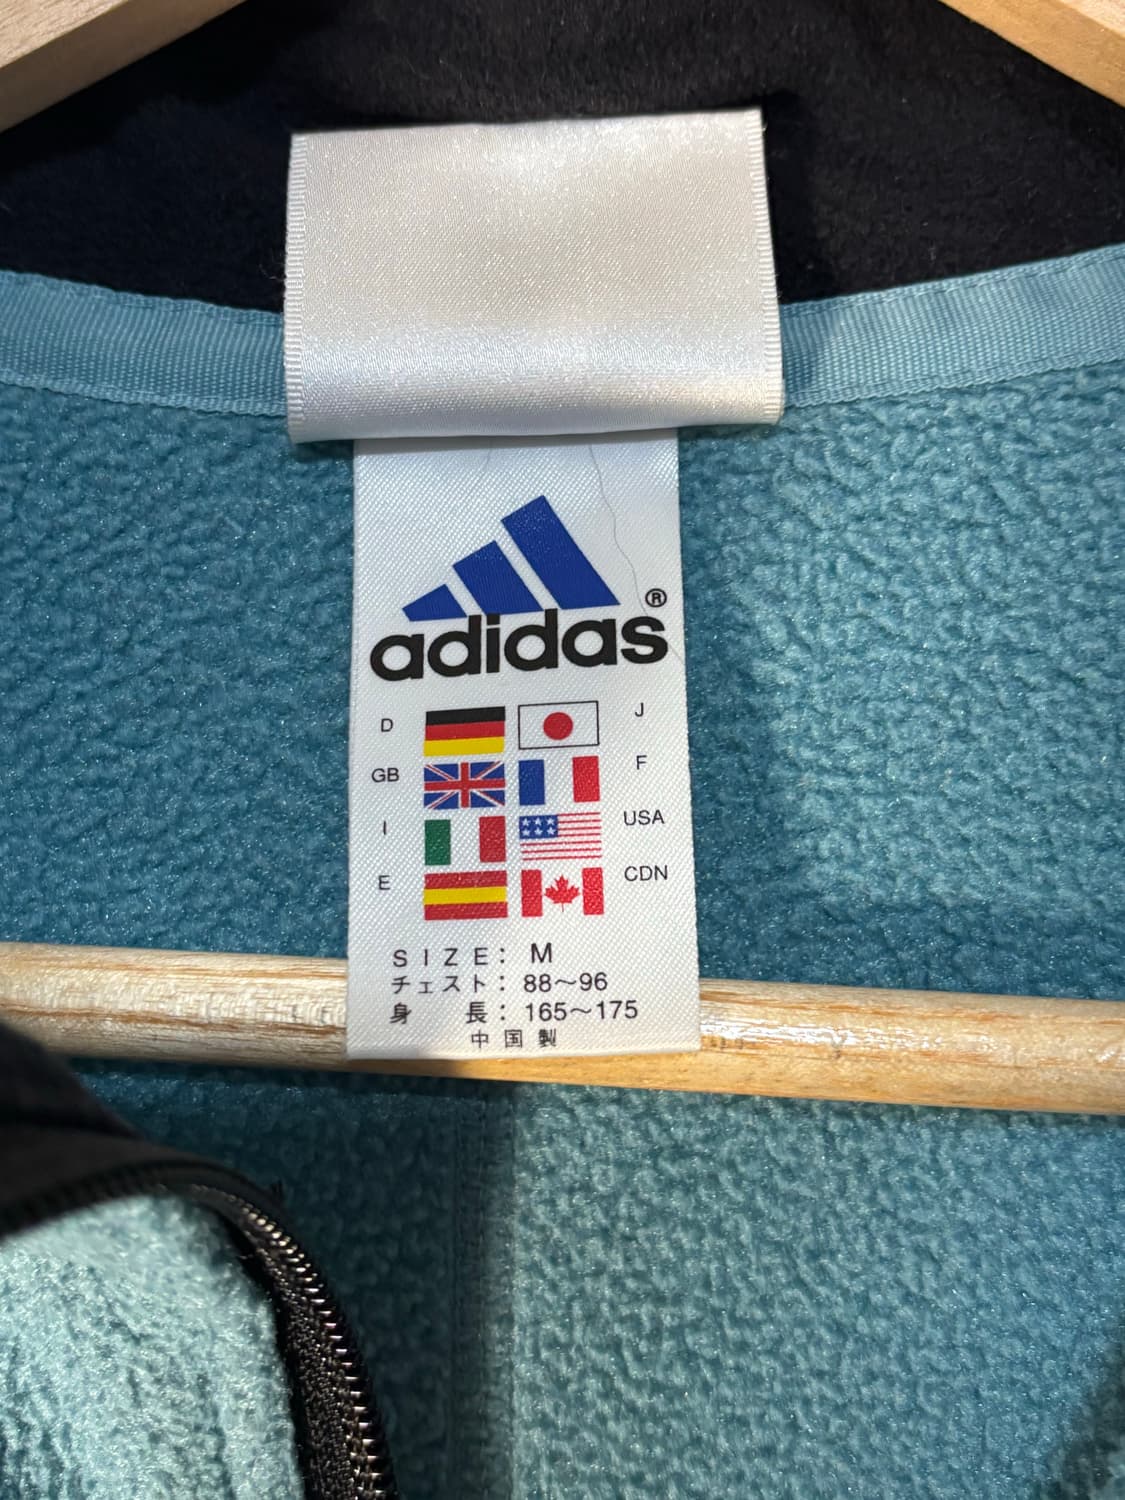 adidas®
D J
GB F
I USA
E CDN
SIZE: M
チェスト: 88〜96
身長: 165〜175
中国製